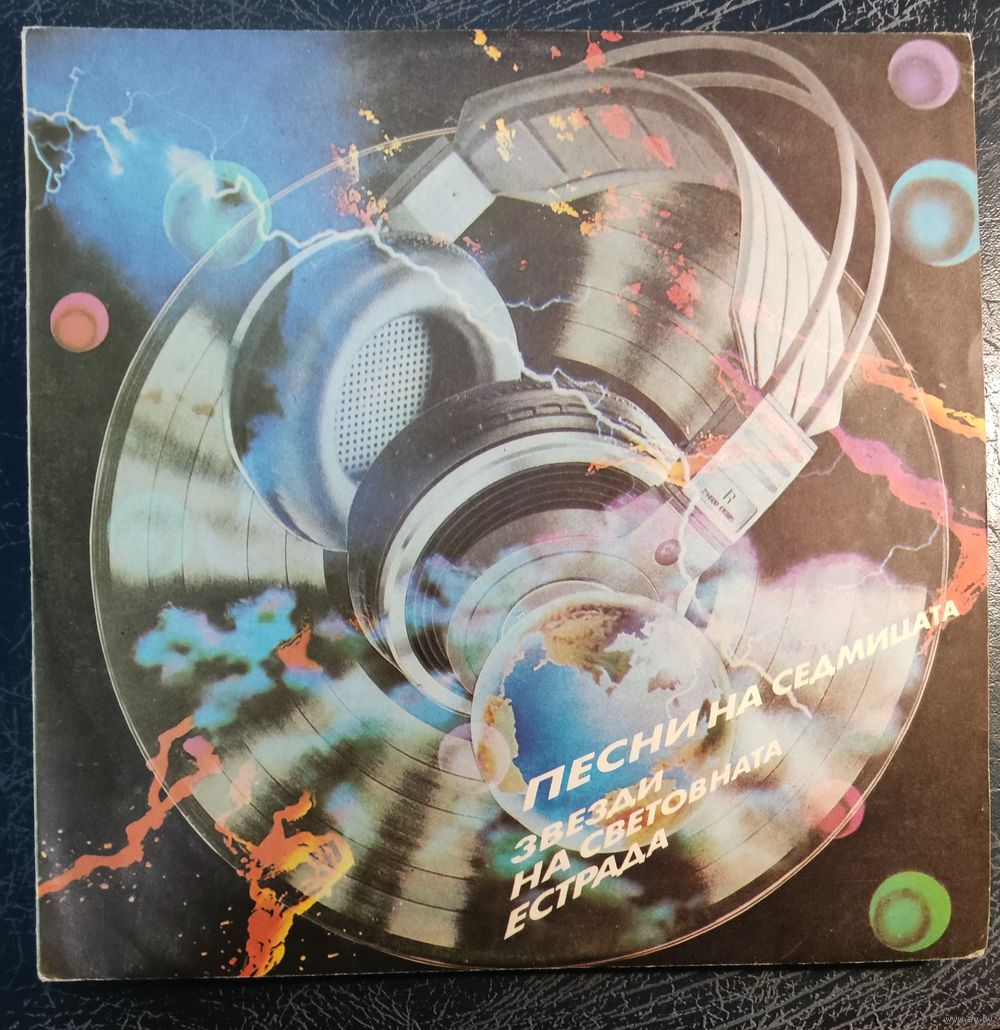 ПЕСНИ НА СЕДМИЦАТА
ЗВЕЗДИ
НА СВЕТОВНАТА
ЕСТРАДА
R